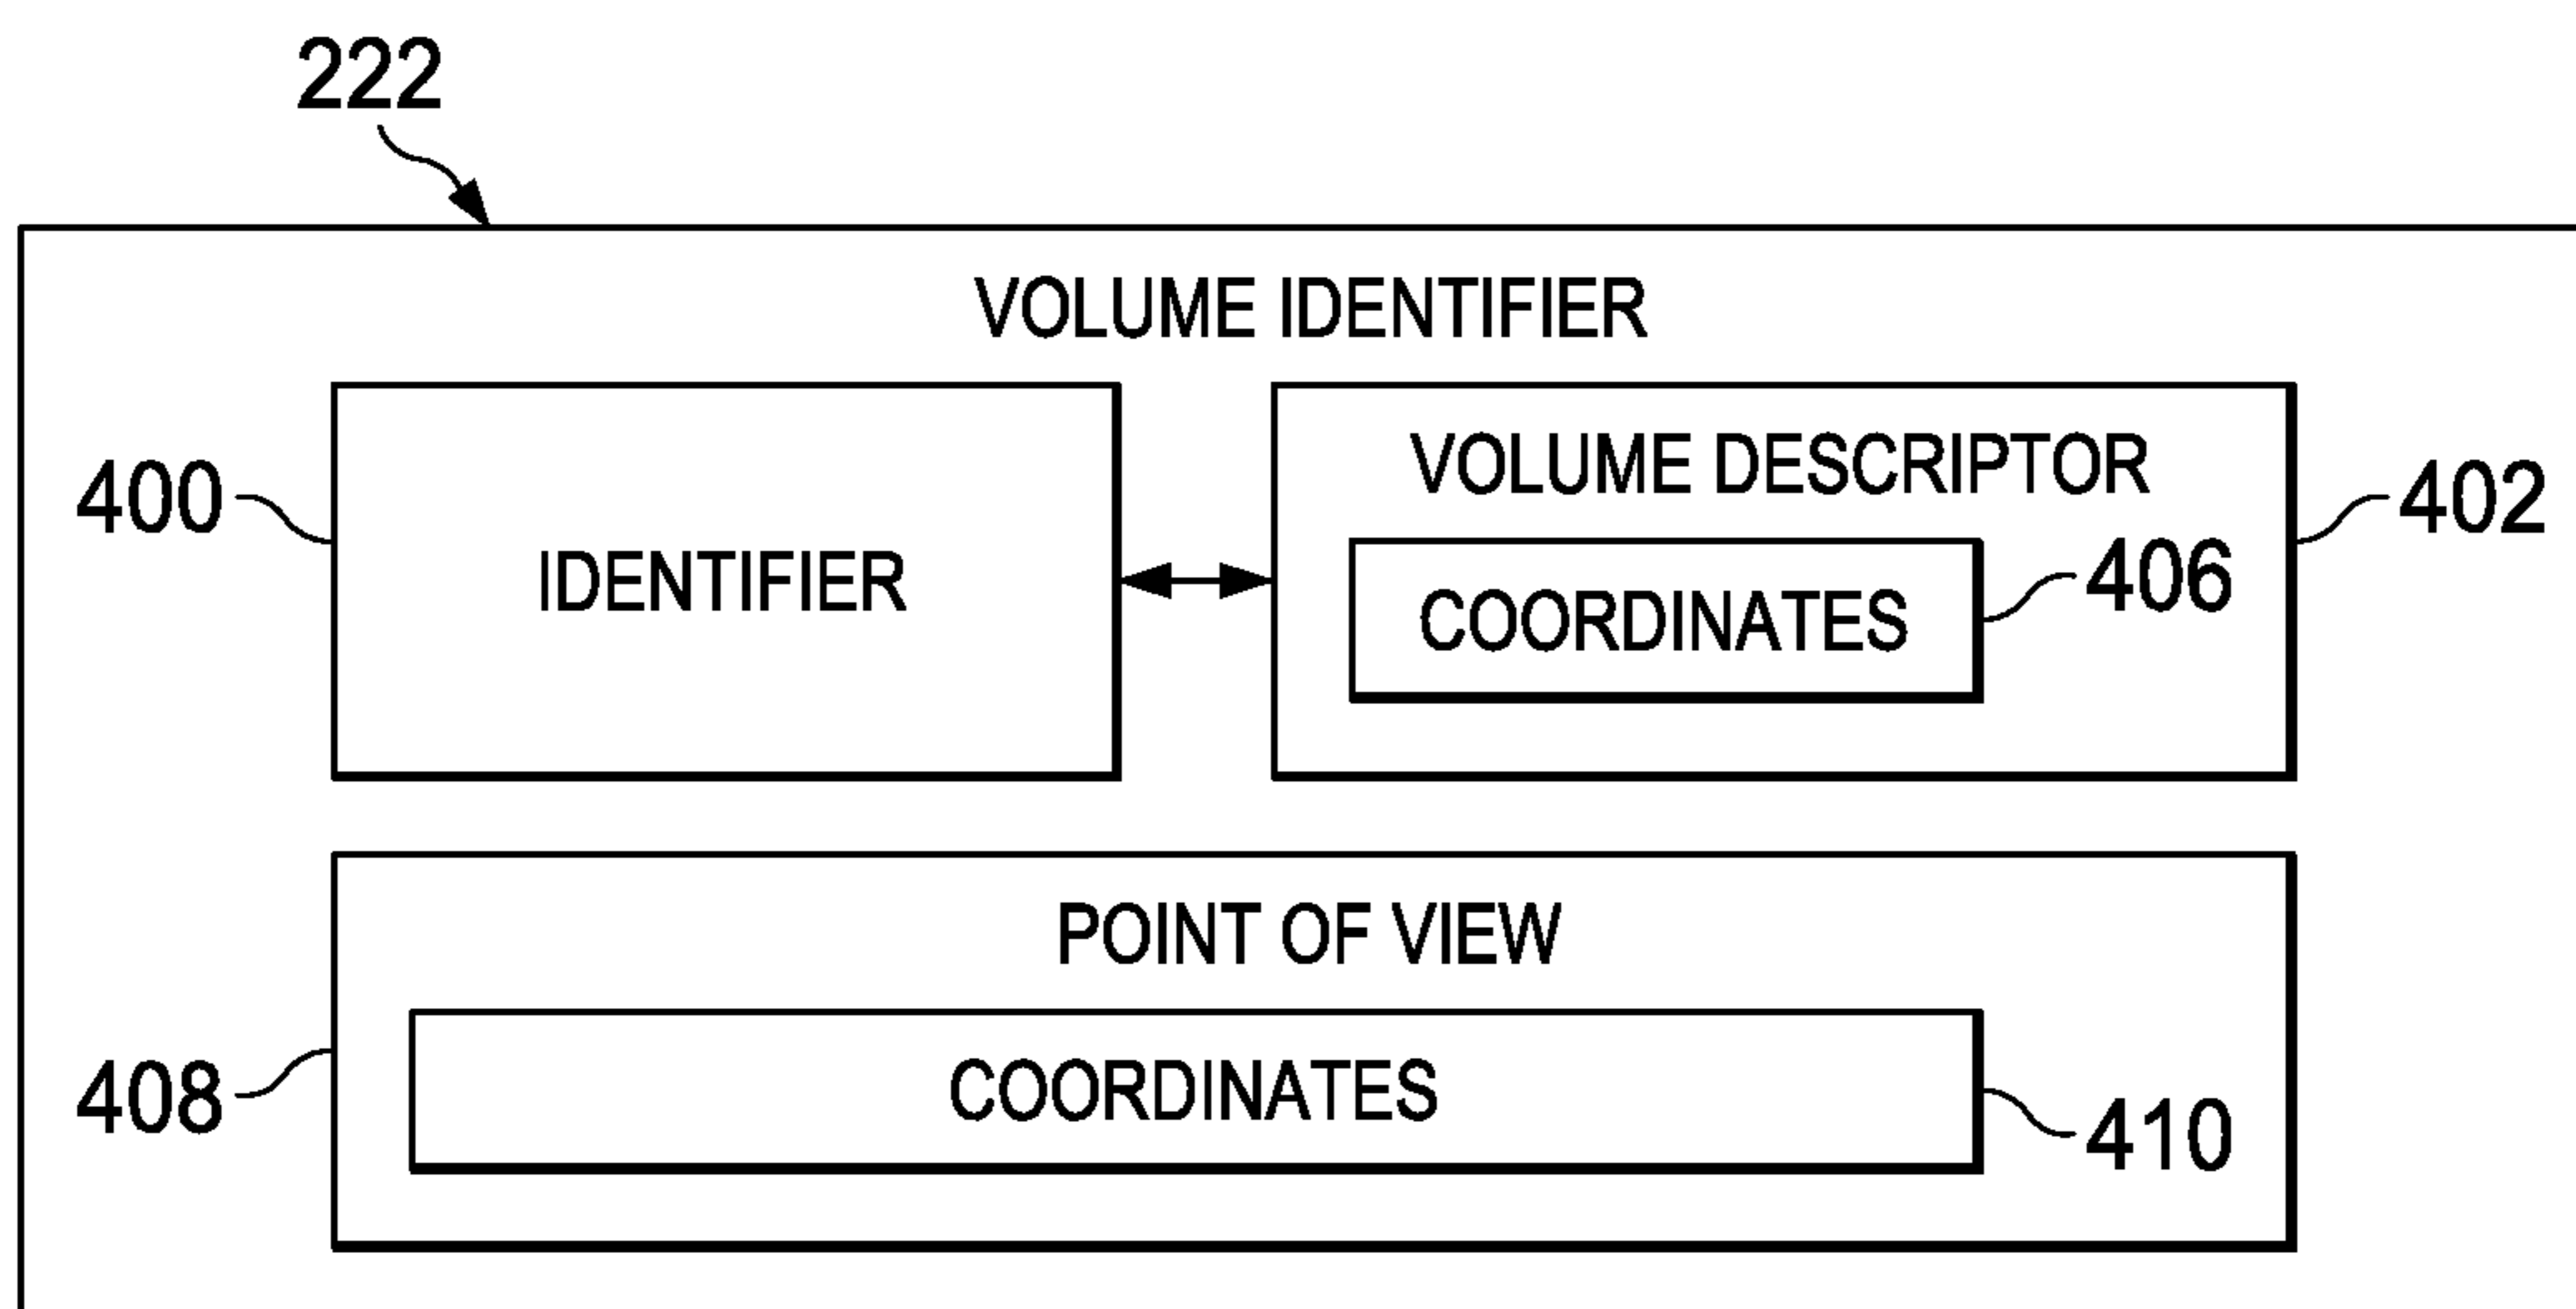 222
VOLUME IDENTIFIER
400
IDENTIFIER
VOLUME DESCRIPTOR
402
COORDINATES
406
POINT OF VIEW
408
COORDINATES
410